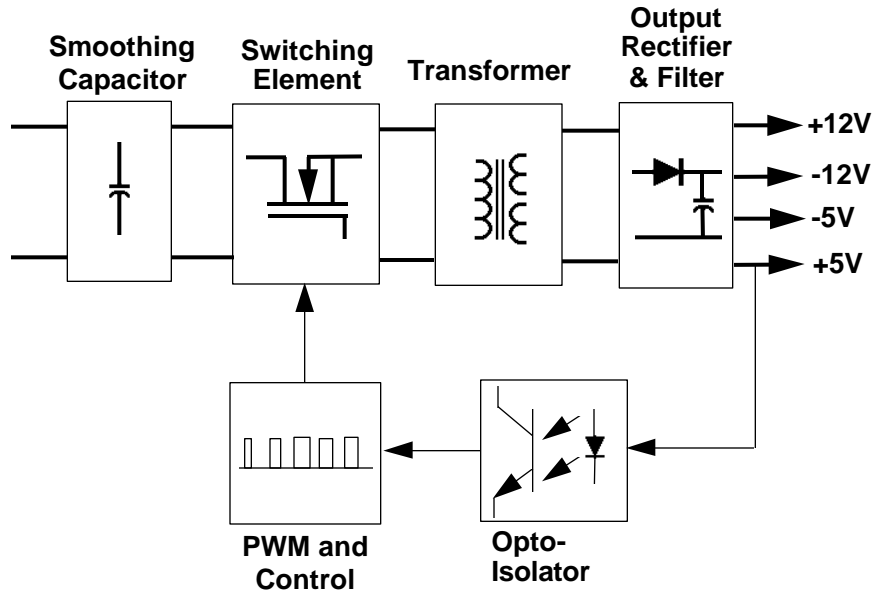 Smoothing
Capacitor
Switching
Element
Transformer
Output
Rectifier
& Filter
+12V
-12V
-5V
+5V
PWM and
Control
Opto-
Isolator